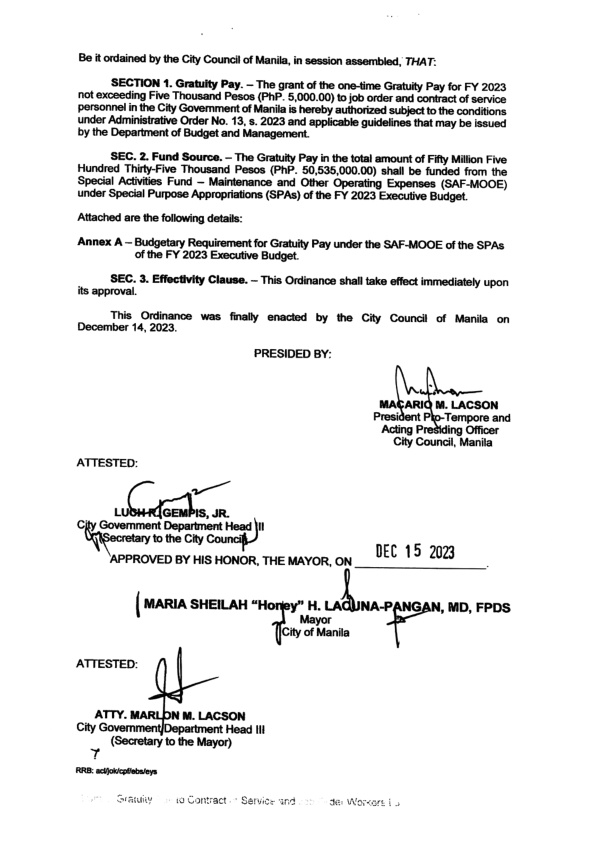 Be it ordained by the City Council of Manila, in session assembled, THAT:
SECTION 1. Gratuity Pay. – The grant of the one-time Gratuity Pay for FY 2023
not exceeding Five Thousand Pesos (PhP. 5,000.00) to job order and contract of service
personnel in the City Government of Manila is hereby authorized subject to the conditions
under Administrative Order No. 13, s. 2023 and applicable guidelines that may be issued
by the Department of Budget and Management.
SEC. 2. Fund Source. – The Gratuity Pay in the total amount of Fifty Million Five
Hundred Thirty-Five Thousand Pesos (PhP. 50,535,000.00) shall be funded from the
Special Activities Fund – Maintenance and Other Operating Expenses (SAF-MOOE)
under Special Purpose Appropriations (SPAs) of the FY 2023 Executive Budget.
Attached are the following details:
Annex A – Budgetary Requirement for Gratuity Pay under the SAF-MOOE of the SPAs
of the FY 2023 Executive Budget.
SEC. 3. Effectivity Clause. – This Ordinance shall take effect immediately upon
its approval.
This Ordinance was finally enacted by the City Council of Manila on
December 14, 2023.
PRESIDED BY:
MACARIO M. LACSON
President Pro-Tempore and
Acting Presiding Officer
City Council, Manila
ATTESTED:
LUCH R. GEMPIS, JR.
City Government Department Head III
(Secretary to the City Council)
APPROVED BY HIS HONOR, THE MAYOR, ON DEC 15 2023.
MARIA SHEILAH "Honey" H. LACUNA-PANGAN, MD, FPDS
Mayor
City of Manila
ATTESTED:
ATTY. MARLON M. LACSON
City Government Department Head III
(Secretary to the Mayor)
RRB: acl/jok/cpf/ebs/eys
Gratuity to Contract Service and Workers